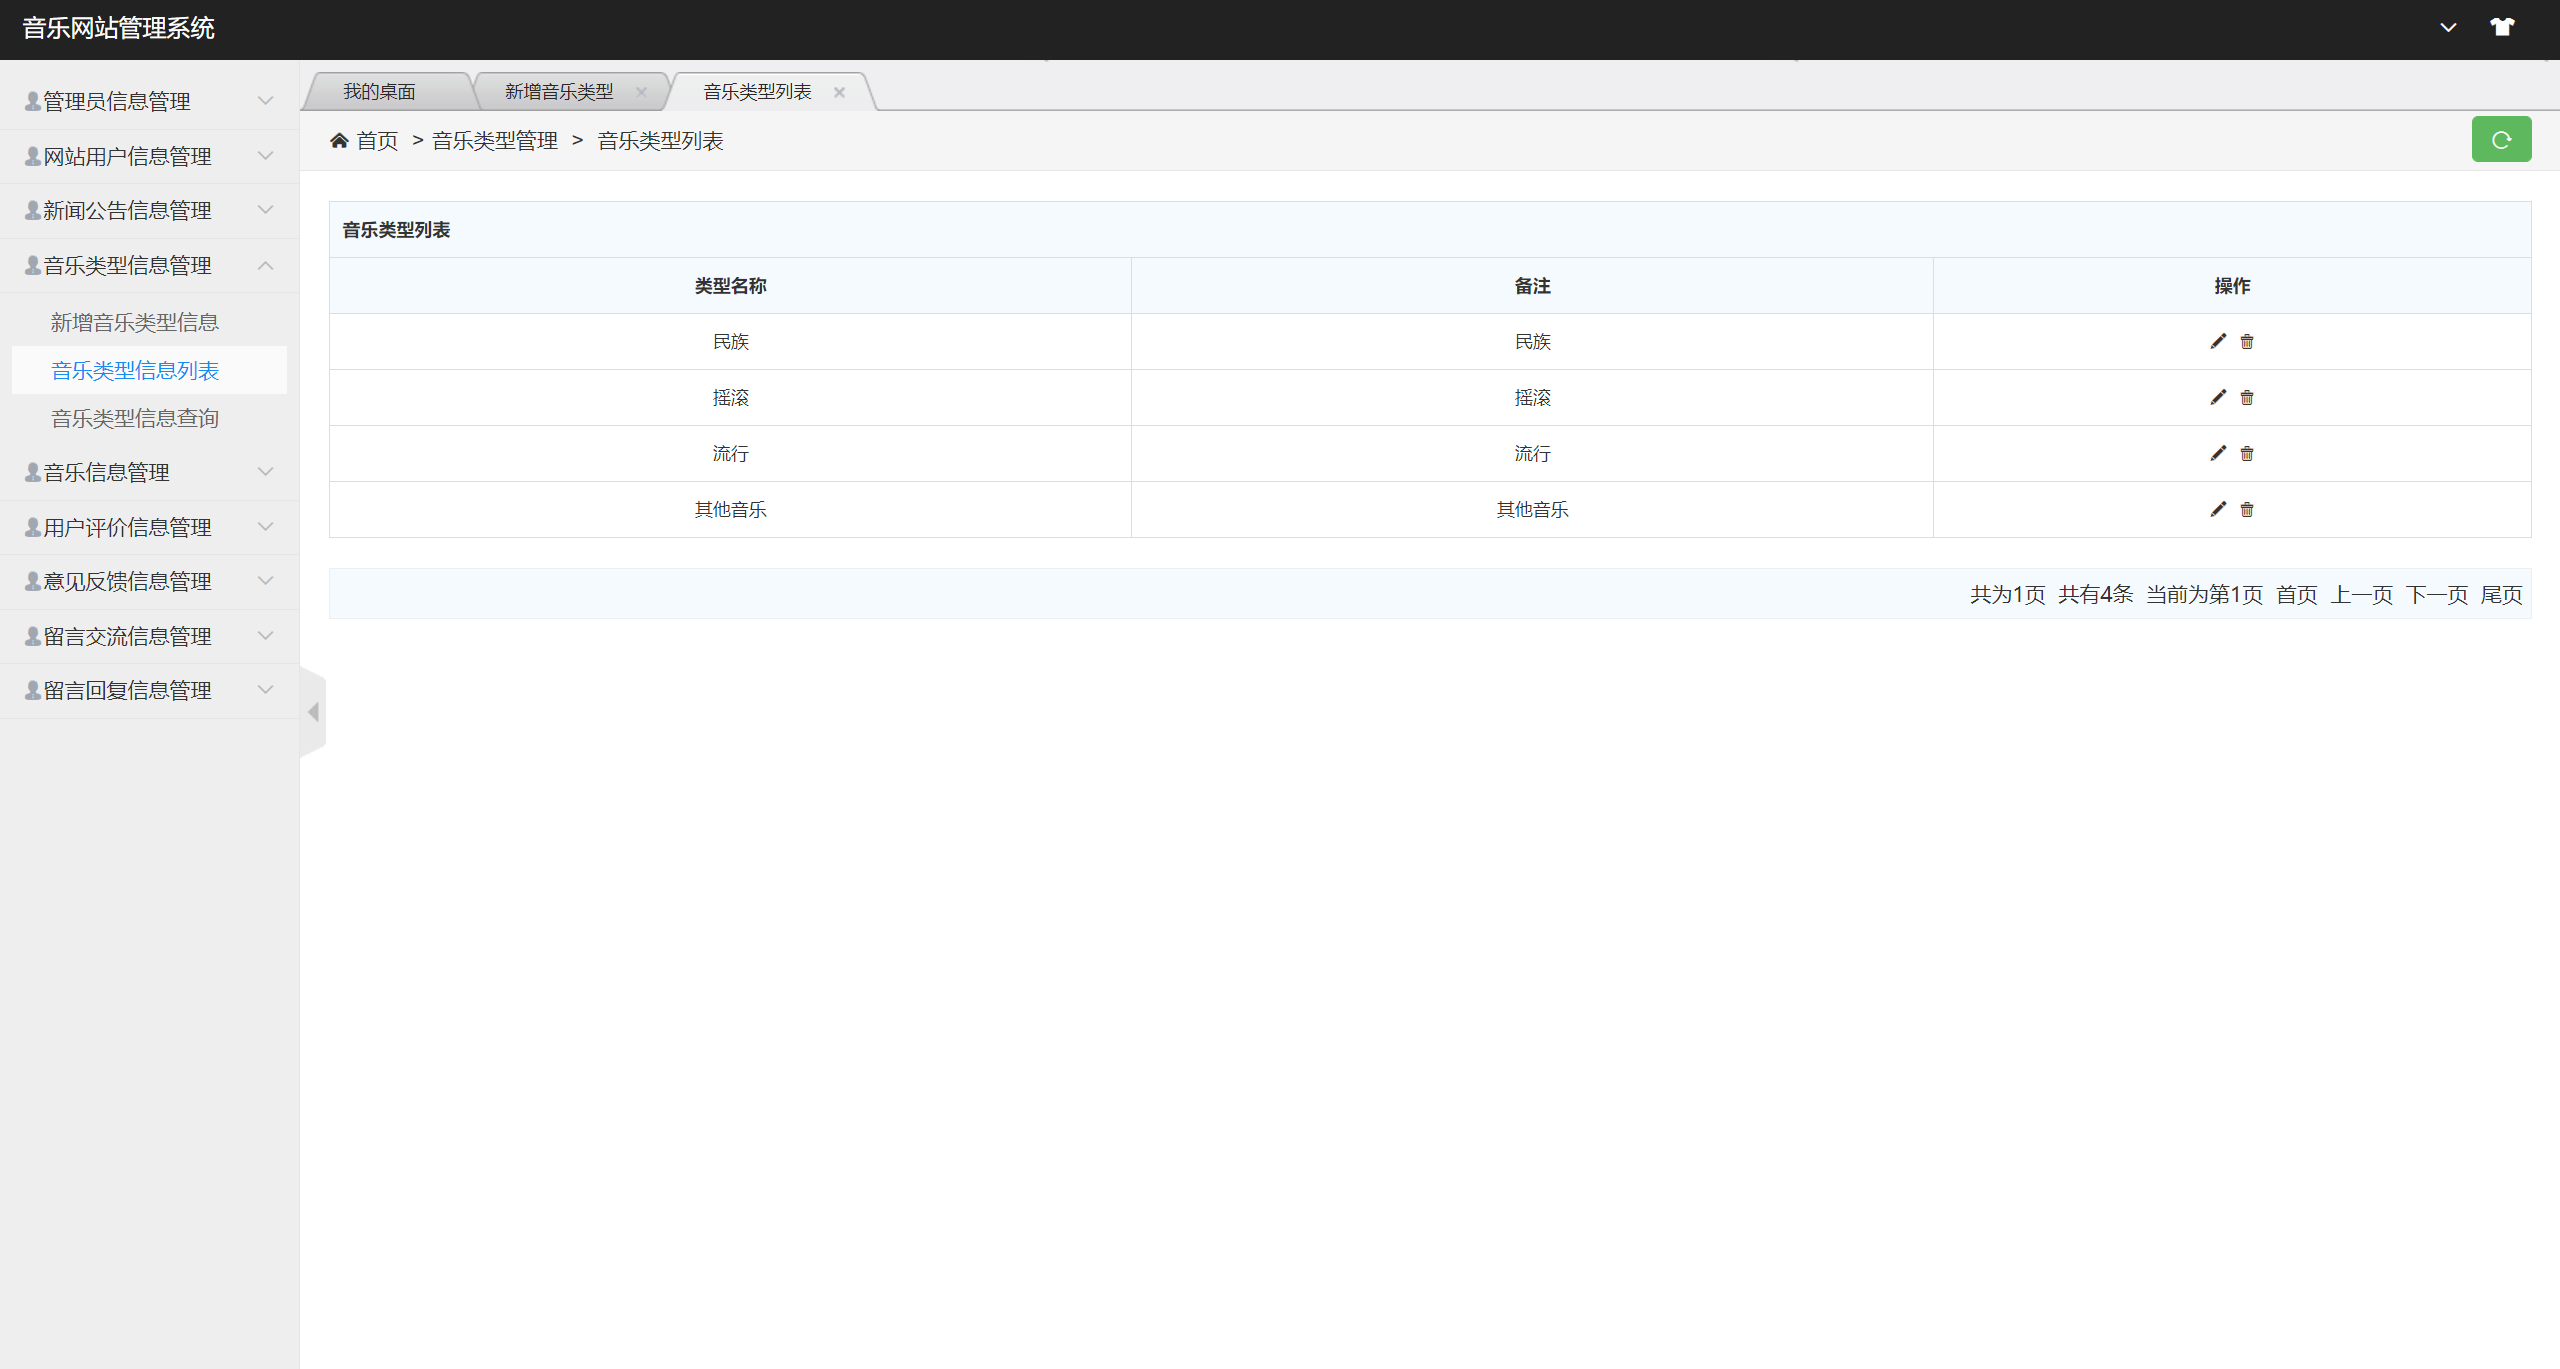 音乐网站管理系统
管理员信息管理
网站用户信息管理
新闻公告信息管理
音乐类型信息管理
新增音乐类型信息
音乐类型信息列表
音乐类型信息查询
音乐信息管理
用户评价信息管理
意见反馈信息管理
留言交流信息管理
留言回复信息管理
我的桌面 新增音乐类型 音乐类型列表
首页 > 音乐类型管理 > 音乐类型列表
音乐类型列表
类型名称 备注 操作
民族 民族
摇滚 摇滚
流行 流行
其他音乐 其他音乐
共为1页 共有4条 当前为第1页 首页 上一页 下一页 尾页